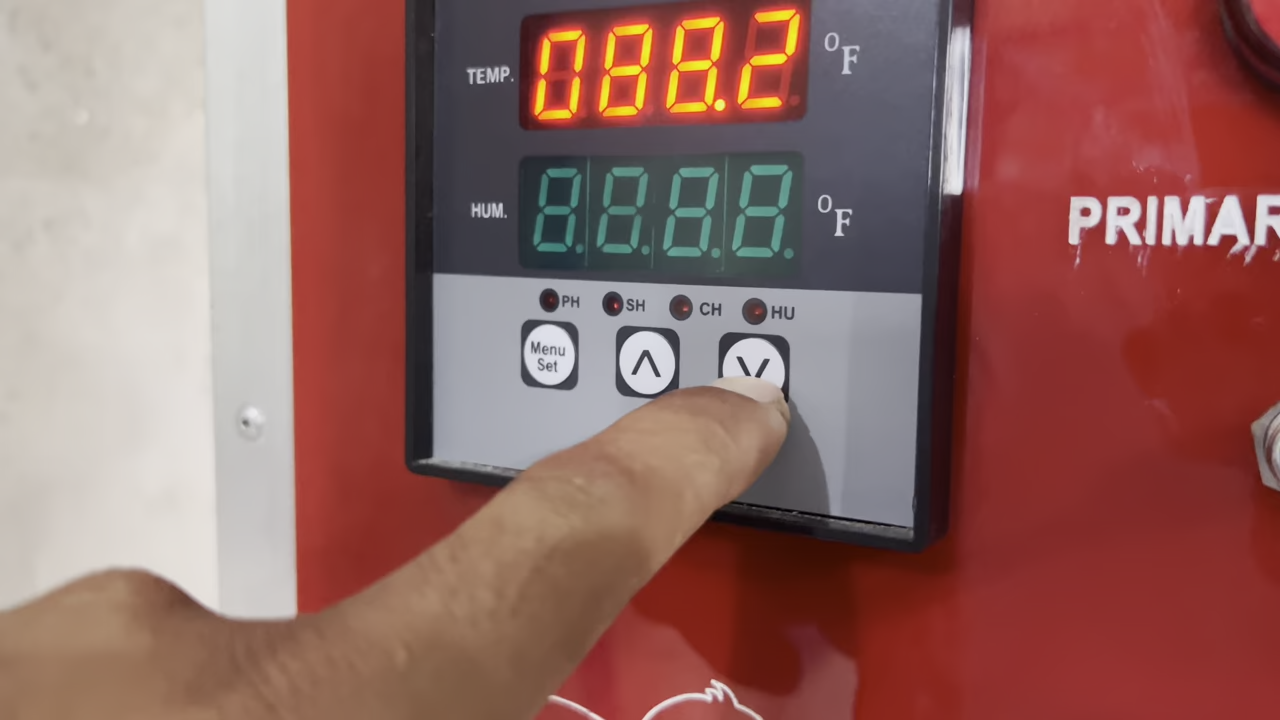 TEMP. 088.2 °F
HUM. °F
PH SH CH HU
Menu
Set
PRIMAR